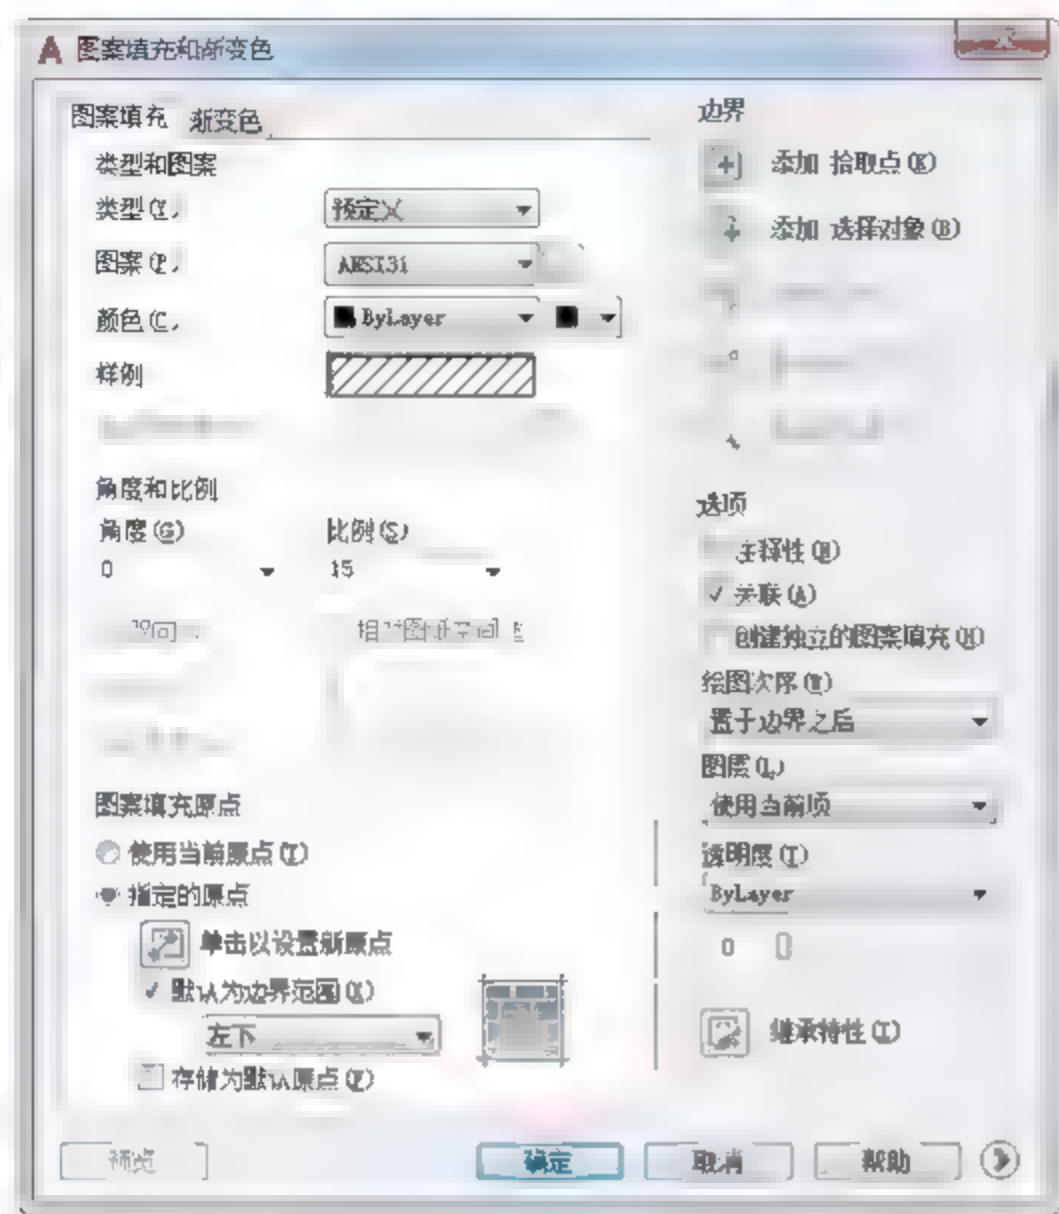 图案填充和渐变色
图案填充 渐变色
类型和图案
类型(Y)
预定义
图案(P)
ANSI31
颜色(C)
ByLayer
样例
角度和比例
角度(G)
比例(S)
0
15
图案填充原点
使用当前原点(T)
指定的原点
单击以设置新原点
默认为边界范围(X)
左下
存储为默认原点(F)
边界
添加 拾取点(K)
添加 选择对象(B)
选项
注释性(N)
关联(A)
创建独立的图案填充(H)
绘图次序(W)
置于边界之后
图层(L)
使用当前项
透明度(T)
ByLayer
0
继承特性(I)
预览
确定
取消
帮助